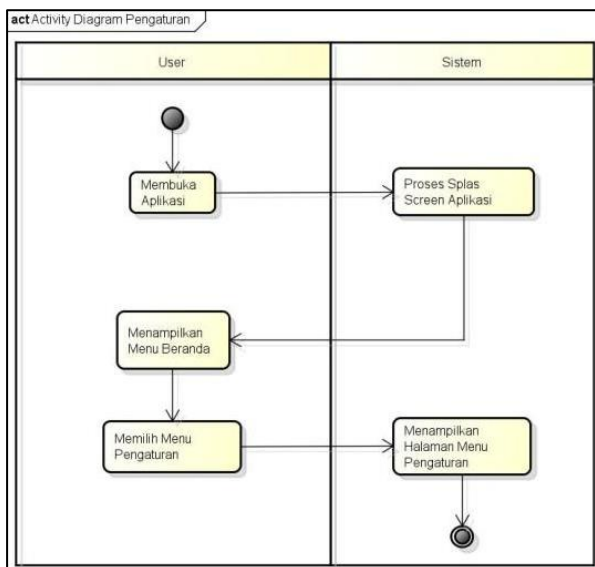 act Activity Diagram Pengaturan
User
Sistem
Membuka
Aplikasi
Proses Splas
Screen Aplikasi
Menampilkan
Menu Beranda
Memilih Menu
Pengaturan
Menampilkan
Halaman Menu
Pengaturan